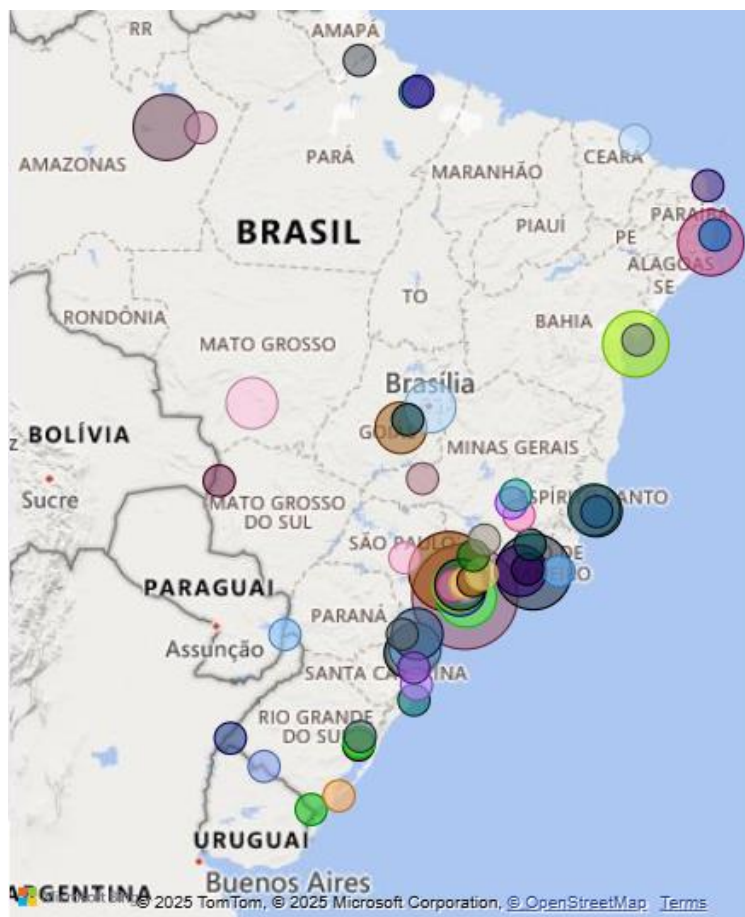 RR
AMAPÁ
AMAZONAS
PARÁ
MARANHÃO
CEARÁ
PARAÍBA
PIAUÍ
PE
BRASIL
ALAGOAS
SE
TO
RONDÔNIA
BAHIA
MATO GROSSO
Brasília
BOLÍVIA
MINAS GERAIS
Sucre
MATO GROSSO
DO SUL
SÃO PAULO
PARAGUAI
PARANÁ
Assunção
SANTA
RIO GRANDE
DO
URUGUAI
Buenos Aires
© 2025 TomTom, © 2025 Microsoft Corporation, © OpenStreetMap Terms